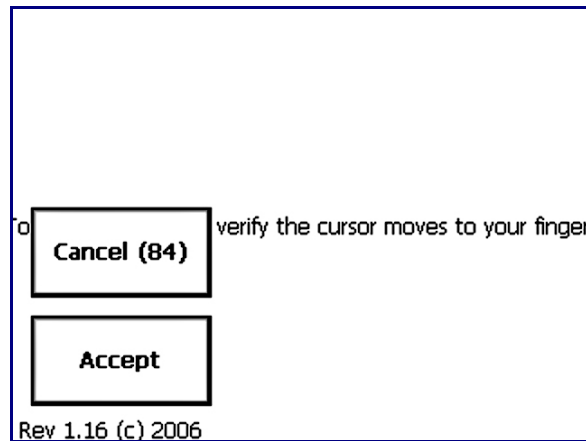 To verify the cursor moves to your finger
Cancel (84)
Accept
Rev 1.16 (c) 2006